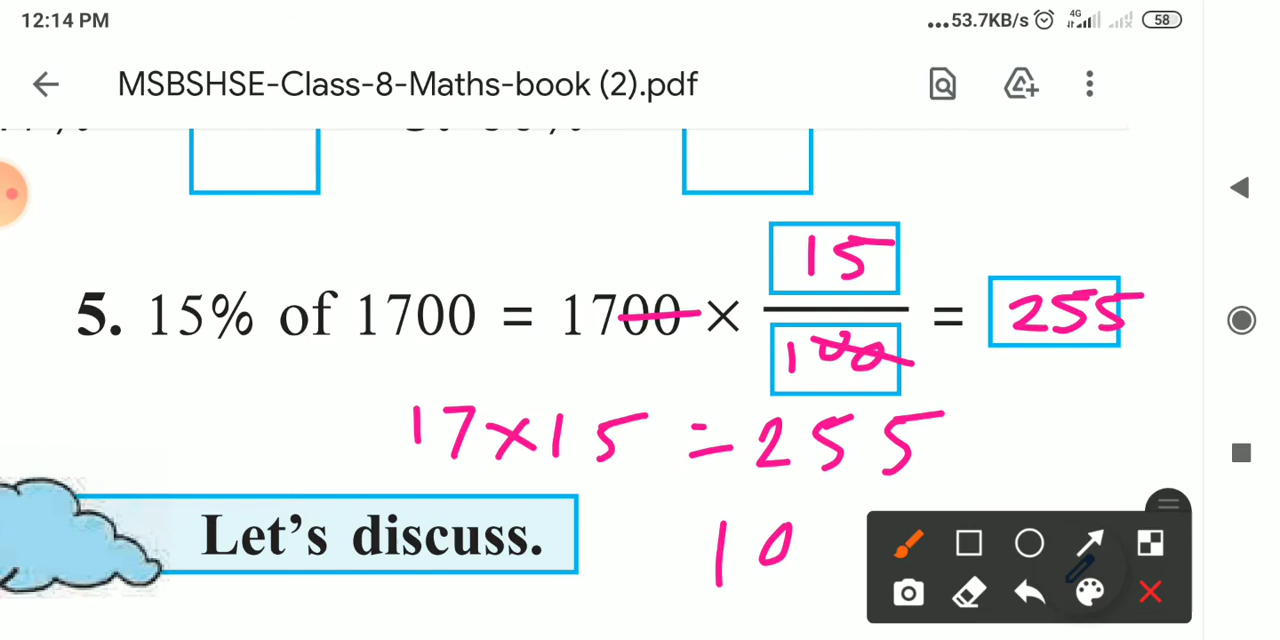 12:14 PM ...53.7KB/s 4G 58
MSBSHSE-Class-8-Maths-book (2).pdf
15
5. 15% of 1700 = 1700 × = 255
100
17×15 = 255
Let's discuss.
10